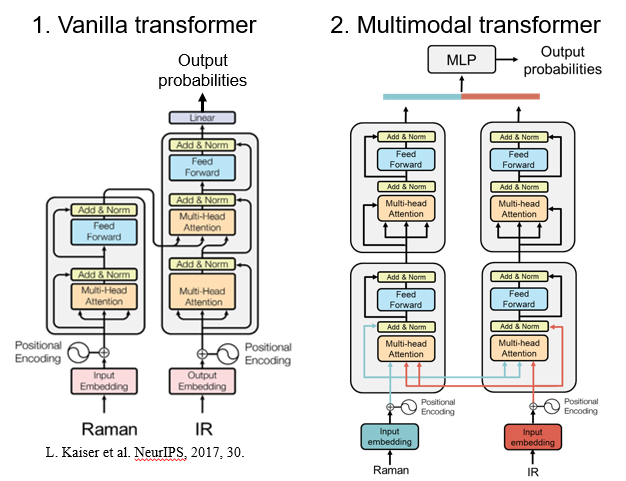 1. Vanilla transformer
Output
probabilities
Linear
Add & Norm
Feed
Forward
Add & Norm
Multi-Head
Attention
Add & Norm
Feed
Forward
Add & Norm
Multi-Head
Attention
Add & Norm
Multi-Head
Attention
Positional
Encoding
Positional
Encoding
Input
Embedding
Output
Embedding
Raman
IR
L. Kaiser et al. NeurIPS, 2017, 30.
2. Multimodal transformer
MLP
Output
probabilities
Add & Norm
Feed
Forward
Add & Norm
Multi-head
Attention
Add & Norm
Feed
Forward
Add & Norm
Multi-head
Attention
Add & Norm
Feed
Forward
Add & Norm
Multi-head
Attention
Add & Norm
Feed
Forward
Add & Norm
Multi-head
Attention
Positional
Encoding
Positional
Encoding
Input
embedding
Input
embedding
Raman
IR